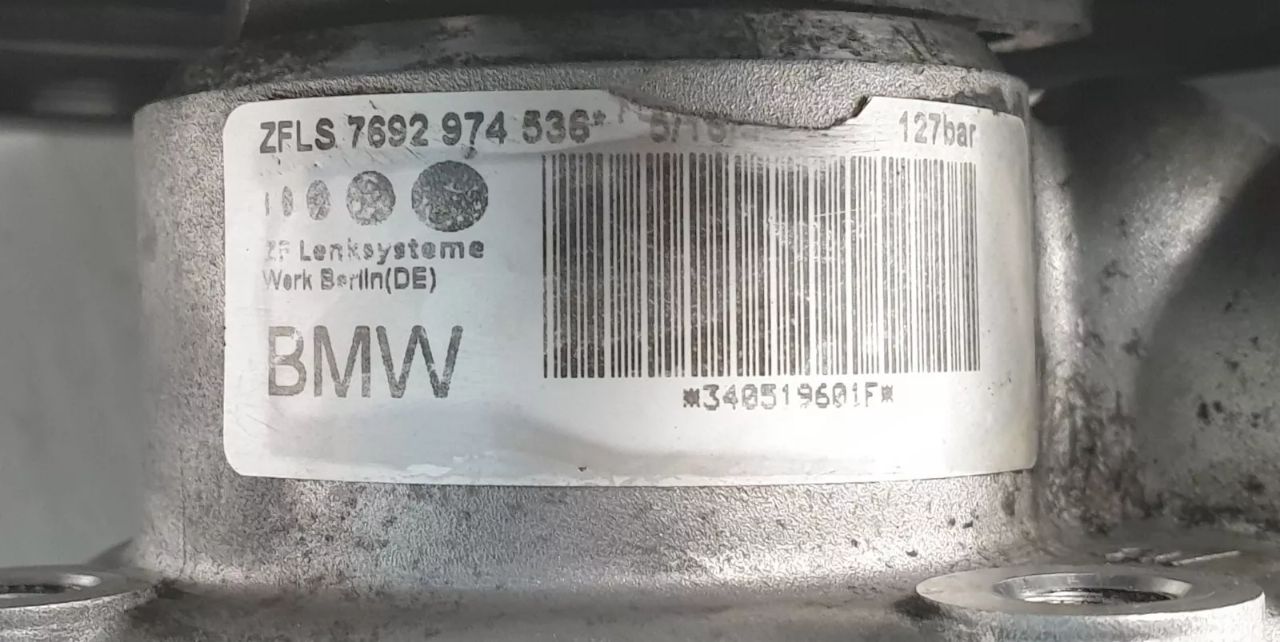 ZFLS 7692 974 536* 127bar
ZF Lenksysteme
Werk Berlin(DE)
BMW
*340519601F*